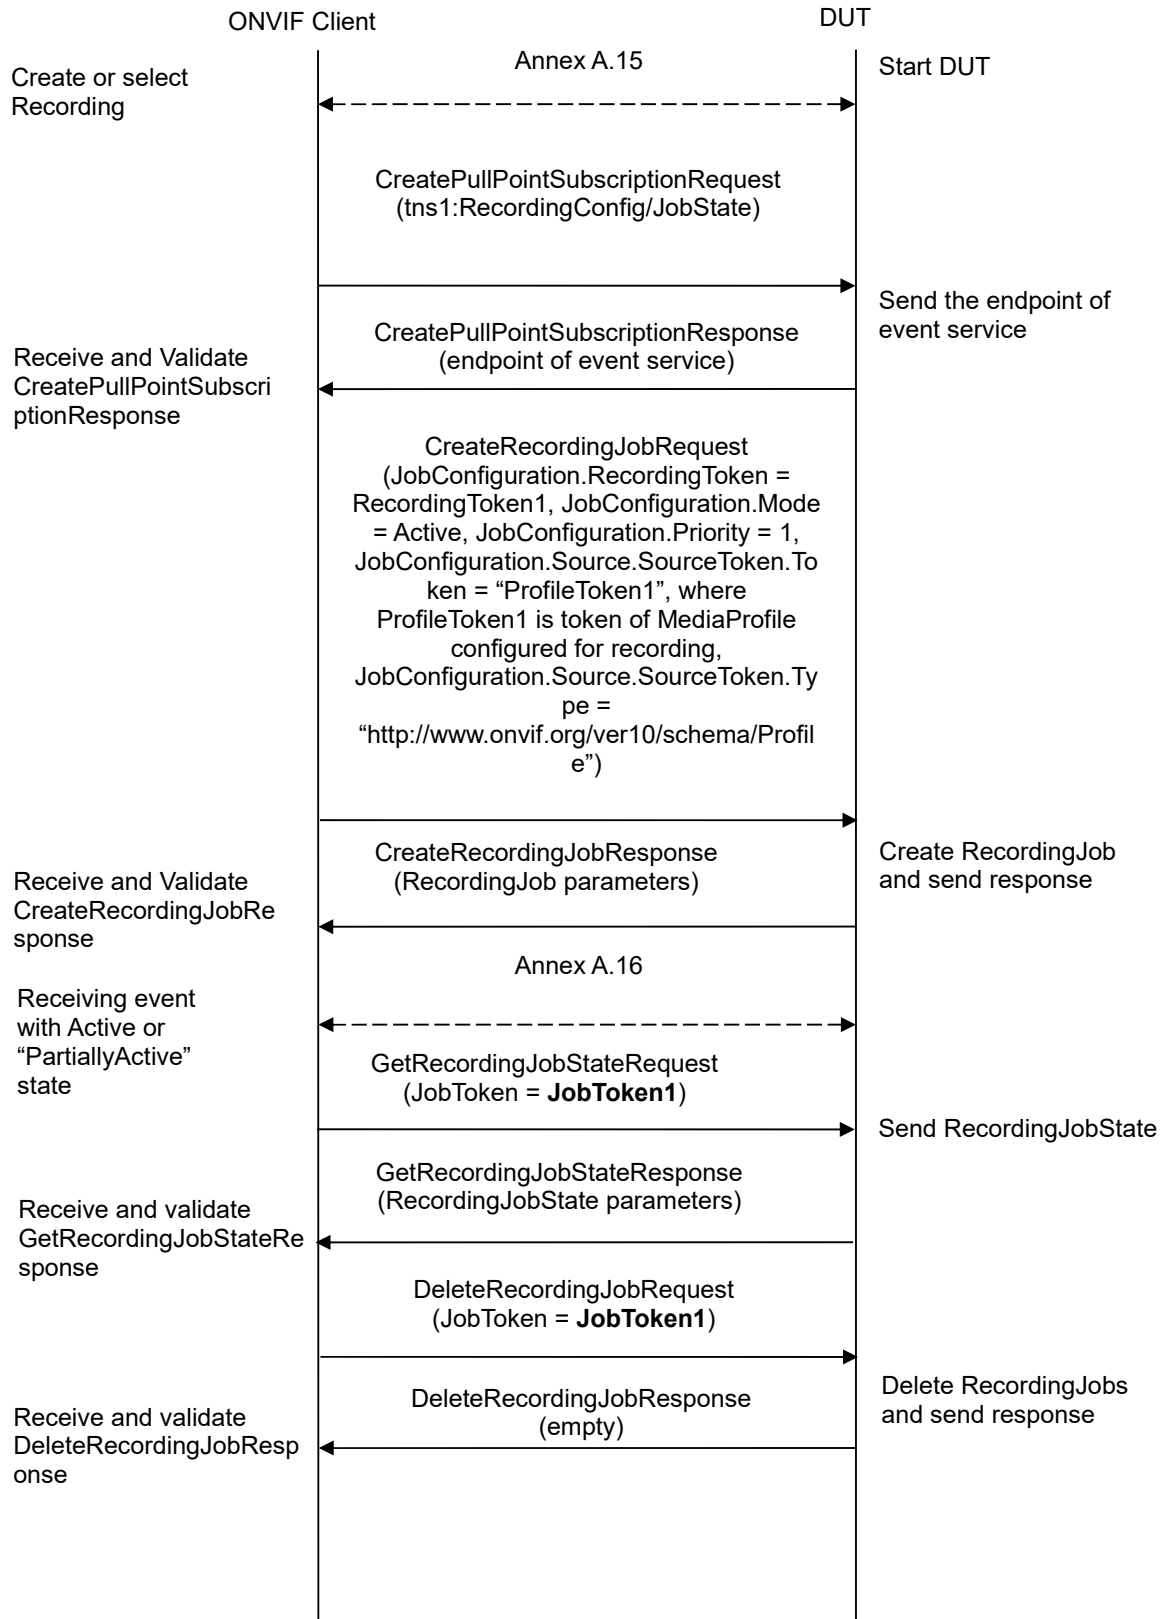 ONVIF Client
DUT
Annex A.15
Start DUT
Create or select
Recording
CreatePullPointSubscriptionRequest
(tns1:RecordingConfig/JobState)
Send the endpoint of
event service
CreatePullPointSubscriptionResponse
(endpoint of event service)
Receive and Validate
CreatePullPointSubscri
ptionResponse
CreateRecordingJobRequest
(JobConfiguration.RecordingToken =
RecordingToken1, JobConfiguration.Mode
= Active, JobConfiguration.Priority = 1,
JobConfiguration.Source.SourceToken.To
ken = “ProfileToken1”, where
ProfileToken1 is token of MediaProfile
configured for recording,
JobConfiguration.Source.SourceToken.Ty
pe =
“http://www.onvif.org/ver10/schema/Profil
e”)
CreateRecordingJobResponse
(RecordingJob parameters)
Create RecordingJob
and send response
Receive and Validate
CreateRecordingJobRe
sponse
Annex A.16
Receiving event
with Active or
“PartiallyActive”
state
GetRecordingJobStateRequest
(JobToken = JobToken1)
Send RecordingJobState
GetRecordingJobStateResponse
(RecordingJobState parameters)
Receive and validate
GetRecordingJobStateRe
sponse
DeleteRecordingJobRequest
(JobToken = JobToken1)
Delete RecordingJobs
and send response
DeleteRecordingJobResponse
(empty)
Receive and validate
DeleteRecordingJobResp
onse